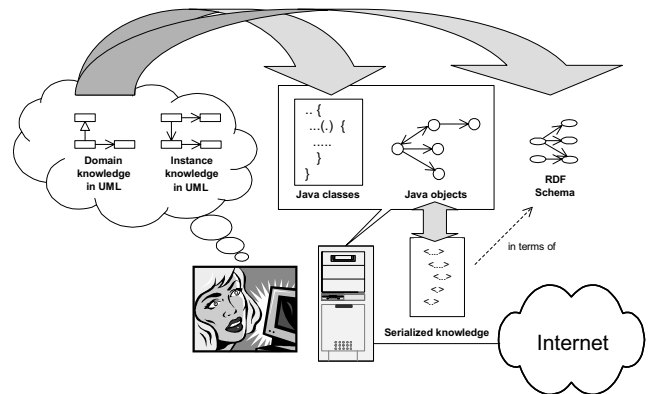 Domain
knowledge
in UML
Instance
knowledge
in UML
.. {
...(.) {
.....
}
}
Java classes
Java objects
RDF
Schema
in terms of
<...>
<...>
<...>
<.>
<..>
Serialized knowledge
Internet